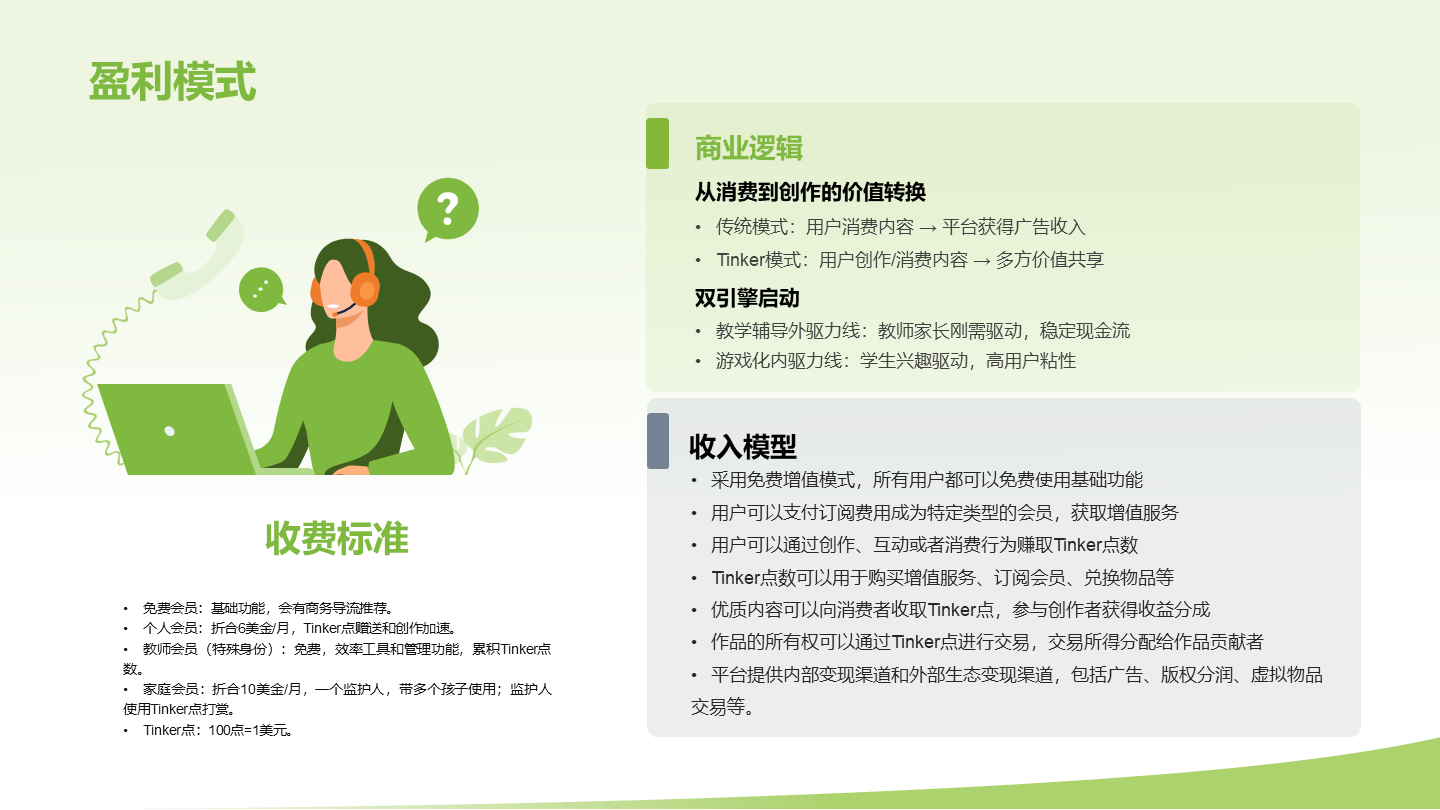 盈利模式
商业逻辑
从消费到创作的价值转换
• 传统模式：用户消费内容 → 平台获得广告收入
• Tinker模式：用户创作/消费内容 → 多方价值共享
双引擎启动
• 教学辅导外驱力线：教师家长刚需驱动，稳定现金流
• 游戏化内驱力线：学生兴趣驱动，高用户粘性
收入模型
• 采用免费增值模式，所有用户都可以免费使用基础功能
• 用户可以支付订阅费用成为特定类型的会员，获取增值服务
• 用户可以通过创作、互动或者消费行为赚取Tinker点数
• Tinker点数可以用于购买增值服务、订阅会员、兑换物品等
• 优质内容可以向消费者收取Tinker点，参与创作者获得收益分成
• 作品的所有权可以通过Tinker点进行交易，交易所得分配给作品贡献者
• 平台提供内部变现渠道和外部生态变现渠道，包括广告、版权分润、虚拟物品
交易等。
收费标准
• 免费会员：基础功能，会有商务导流推荐。
• 个人会员：折合6美金/月，Tinker点赠送和创作加速。
• 教师会员（特殊身份）：免费，效率工具和管理功能，累积Tinker点
数。
• 家庭会员：折合10美金/月，一个监护人，带多个孩子使用；监护人
使用Tinker点打赏。
• Tinker点：100点=1美元。
?